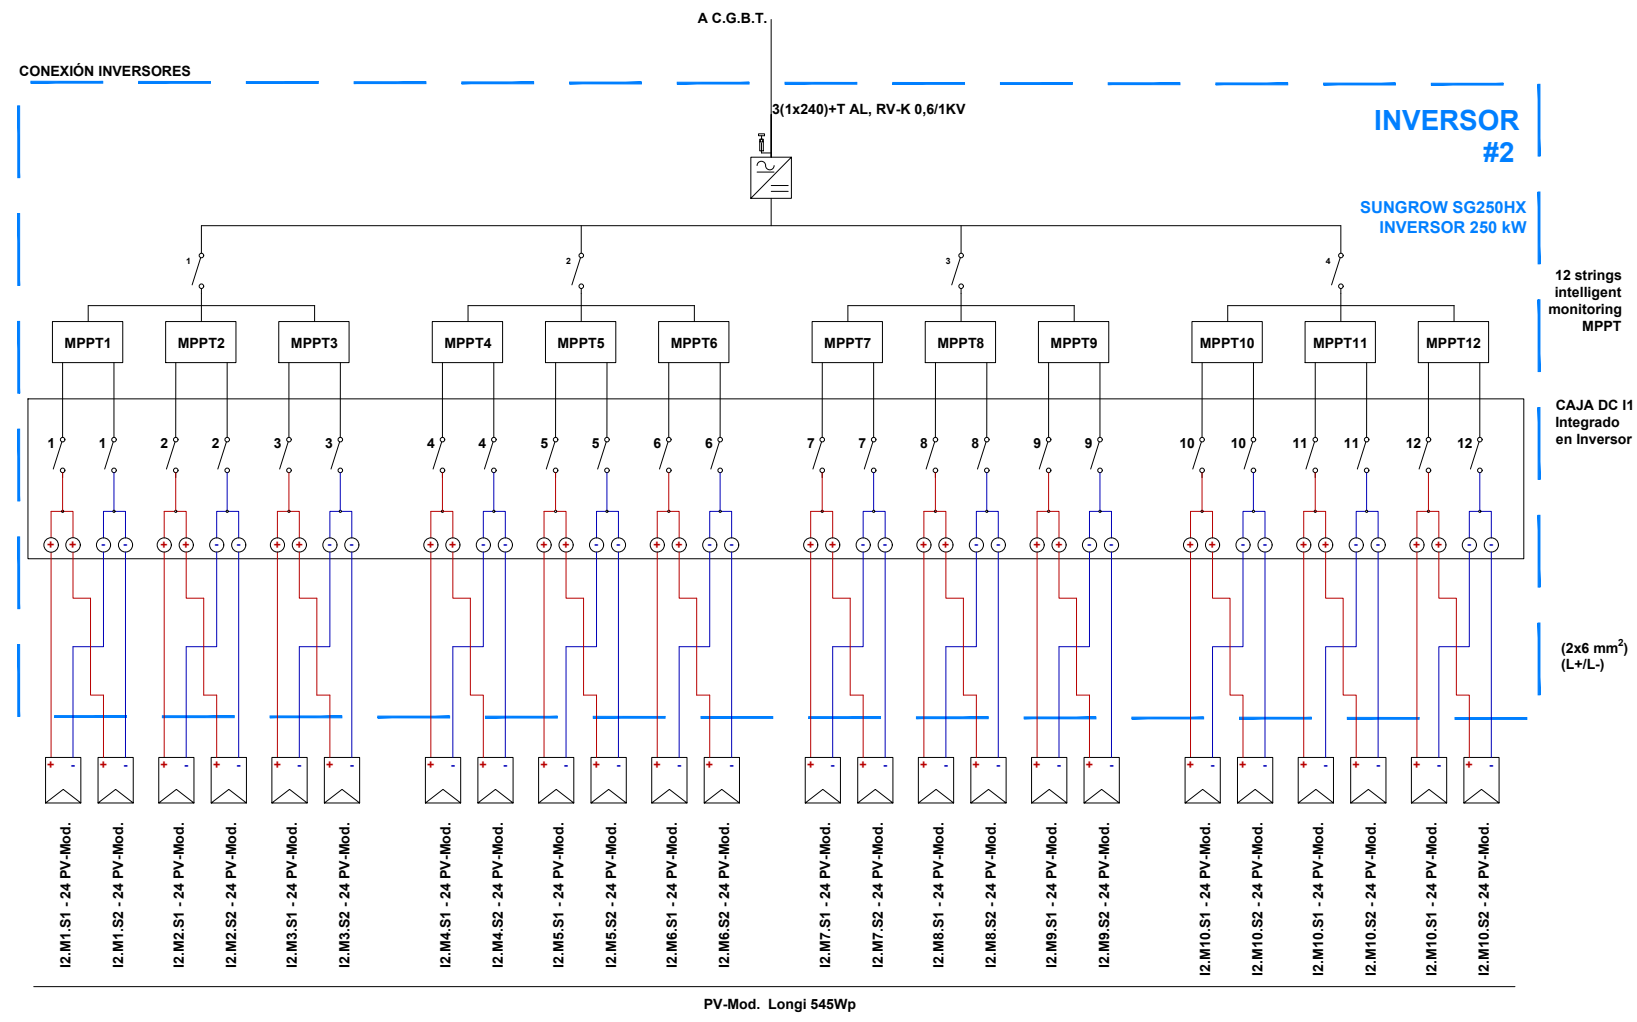 A C.G.B.T.
CONEXIÓN INVERSORES
3(1x240)+T AL, RV-K 0,6/1KV
INVERSOR
#2
SUNGROW SG250HX
INVERSOR 250 kW
1 2 3 4
12 strings
intelligent
monitoring
MPPT
MPPT1 MPPT2 MPPT3 MPPT4 MPPT5 MPPT6 MPPT7 MPPT8 MPPT9 MPPT10 MPPT11 MPPT12
CAJA DC I1
Integrado
en Inversor
1 1 2 2 3 3 4 4 5 5 6 6 7 7 8 8 9 9 10 10 11 11 12 12
+ + - - + + - - + + - - + + - - + + - - + + - - + + - - + + - - + + - - + + - - + + - - + + - -
(2x6 mm²)
(L+/L-)
+ - + - + - + - + - + - + - + - + - + - + - + - + - + - + - + - + - + - + - + - + - + - + - + -
I2.M1.S1 - 24 PV-Mod.
I2.M1.S2 - 24 PV-Mod.
I2.M2.S1 - 24 PV-Mod.
I2.M2.S2 - 24 PV-Mod.
I2.M3.S1 - 24 PV-Mod.
I2.M3.S2 - 24 PV-Mod.
I2.M4.S1 - 24 PV-Mod.
I2.M4.S2 - 24 PV-Mod.
I2.M5.S1 - 24 PV-Mod.
I2.M5.S2 - 24 PV-Mod.
I2.M6.S1 - 24 PV-Mod.
I2.M6.S2 - 24 PV-Mod.
I2.M7.S1 - 24 PV-Mod.
I2.M7.S2 - 24 PV-Mod.
I2.M8.S1 - 24 PV-Mod.
I2.M8.S2 - 24 PV-Mod.
I2.M9.S1 - 24 PV-Mod.
I2.M9.S2 - 24 PV-Mod.
I2.M10.S1 - 24 PV-Mod.
I2.M10.S2 - 24 PV-Mod.
I2.M10.S1 - 24 PV-Mod.
I2.M10.S2 - 24 PV-Mod.
I2.M10.S1 - 24 PV-Mod.
I2.M10.S2 - 24 PV-Mod.
PV-Mod. Longi 545Wp